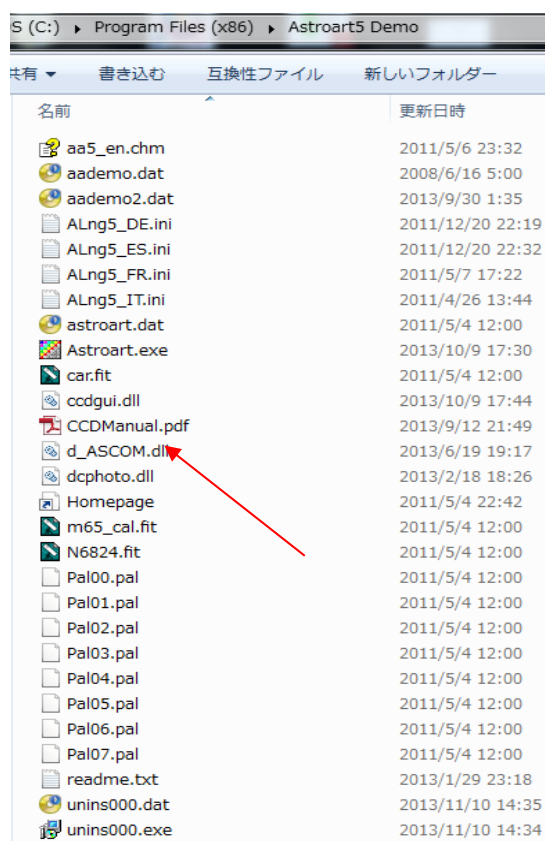 S (C:) ▸ Program Files (x86) ▸ Astroart5 Demo
共有 ▼ 書き込む 互換性ファイル 新しいフォルダー
名前 更新日時
aa5_en.chm 2011/5/6 23:32
aademo.dat 2008/6/16 5:00
aademo2.dat 2013/9/30 1:35
ALng5_DE.ini 2011/12/20 22:19
ALng5_ES.ini 2011/12/20 22:32
ALng5_FR.ini 2011/5/7 17:22
ALng5_IT.ini 2011/4/26 13:44
astroart.dat 2011/5/4 12:00
Astroart.exe 2013/10/9 17:30
car.fit 2011/5/4 12:00
ccdgui.dll 2013/10/9 17:44
CCDManual.pdf 2013/9/12 21:49
d_ASCOM.dll 2013/6/19 19:17
dcphoto.dll 2013/2/18 18:26
Homepage 2011/5/4 22:42
m65_cal.fit 2011/5/4 12:00
N6824.fit 2011/5/4 12:00
Pal00.pal 2011/5/4 12:00
Pal01.pal 2011/5/4 12:00
Pal02.pal 2011/5/4 12:00
Pal03.pal 2011/5/4 12:00
Pal04.pal 2011/5/4 12:00
Pal05.pal 2011/5/4 12:00
Pal06.pal 2011/5/4 12:00
Pal07.pal 2011/5/4 12:00
readme.txt 2013/1/29 23:18
unins000.dat 2013/11/10 14:35
unins000.exe 2013/11/10 14:34